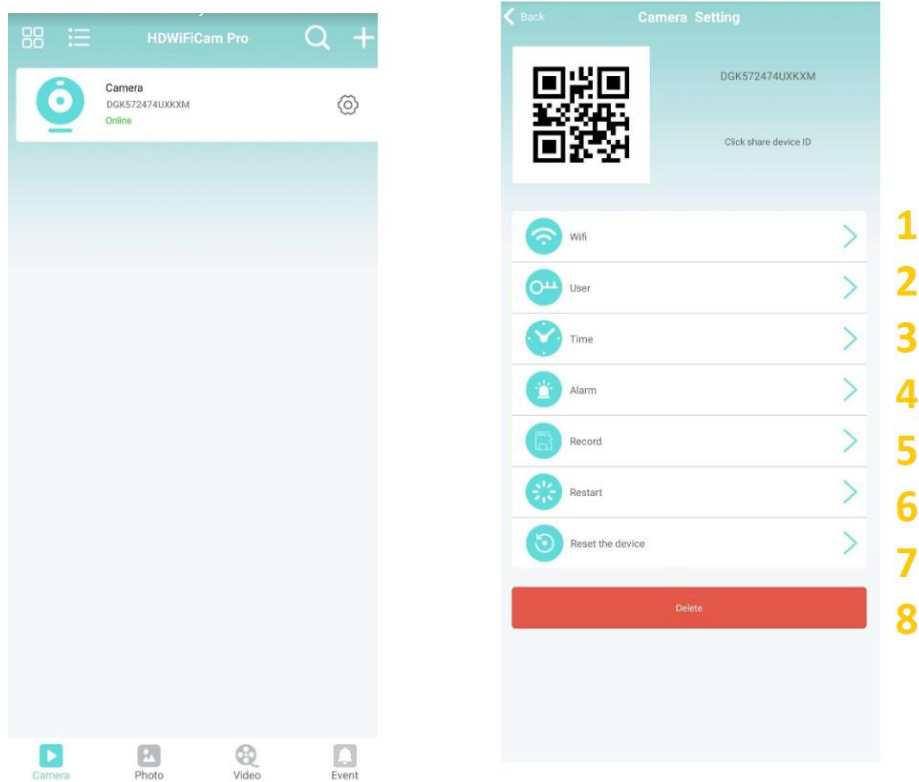 HDWiFiCam Pro
Camera
DGK572474UXKXM
Online
Camera
Photo
Video
Event
Back
Camera Setting
DGK572474UXKXM
Click share device ID
Wifi
User
Time
Alarm
Record
Restart
Reset the device
Delete
1
2
3
4
5
6
7
8